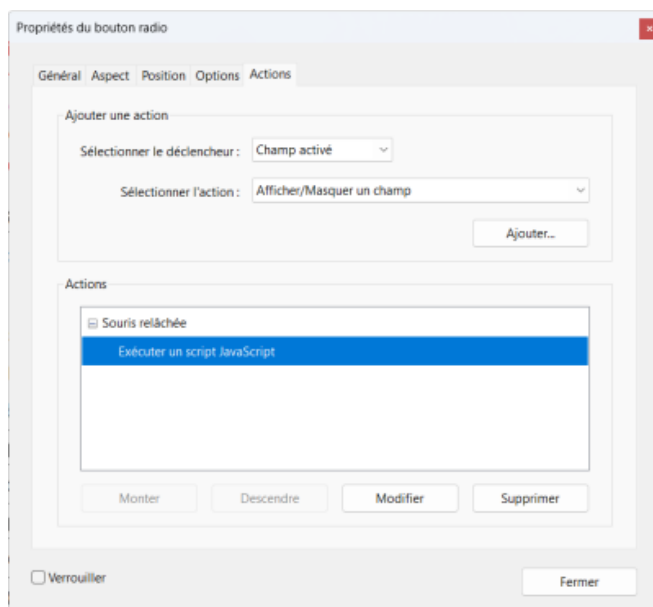 Propriétés du bouton radio
Général Aspect Position Options Actions
Ajouter une action
Sélectionner le déclencheur : Champ activé
Sélectionner l'action : Afficher/Masquer un champ
Ajouter...
Actions
Souris relâchée
Exécuter un script JavaScript
Monter Descendre Modifier Supprimer
Verrouiller
Fermer